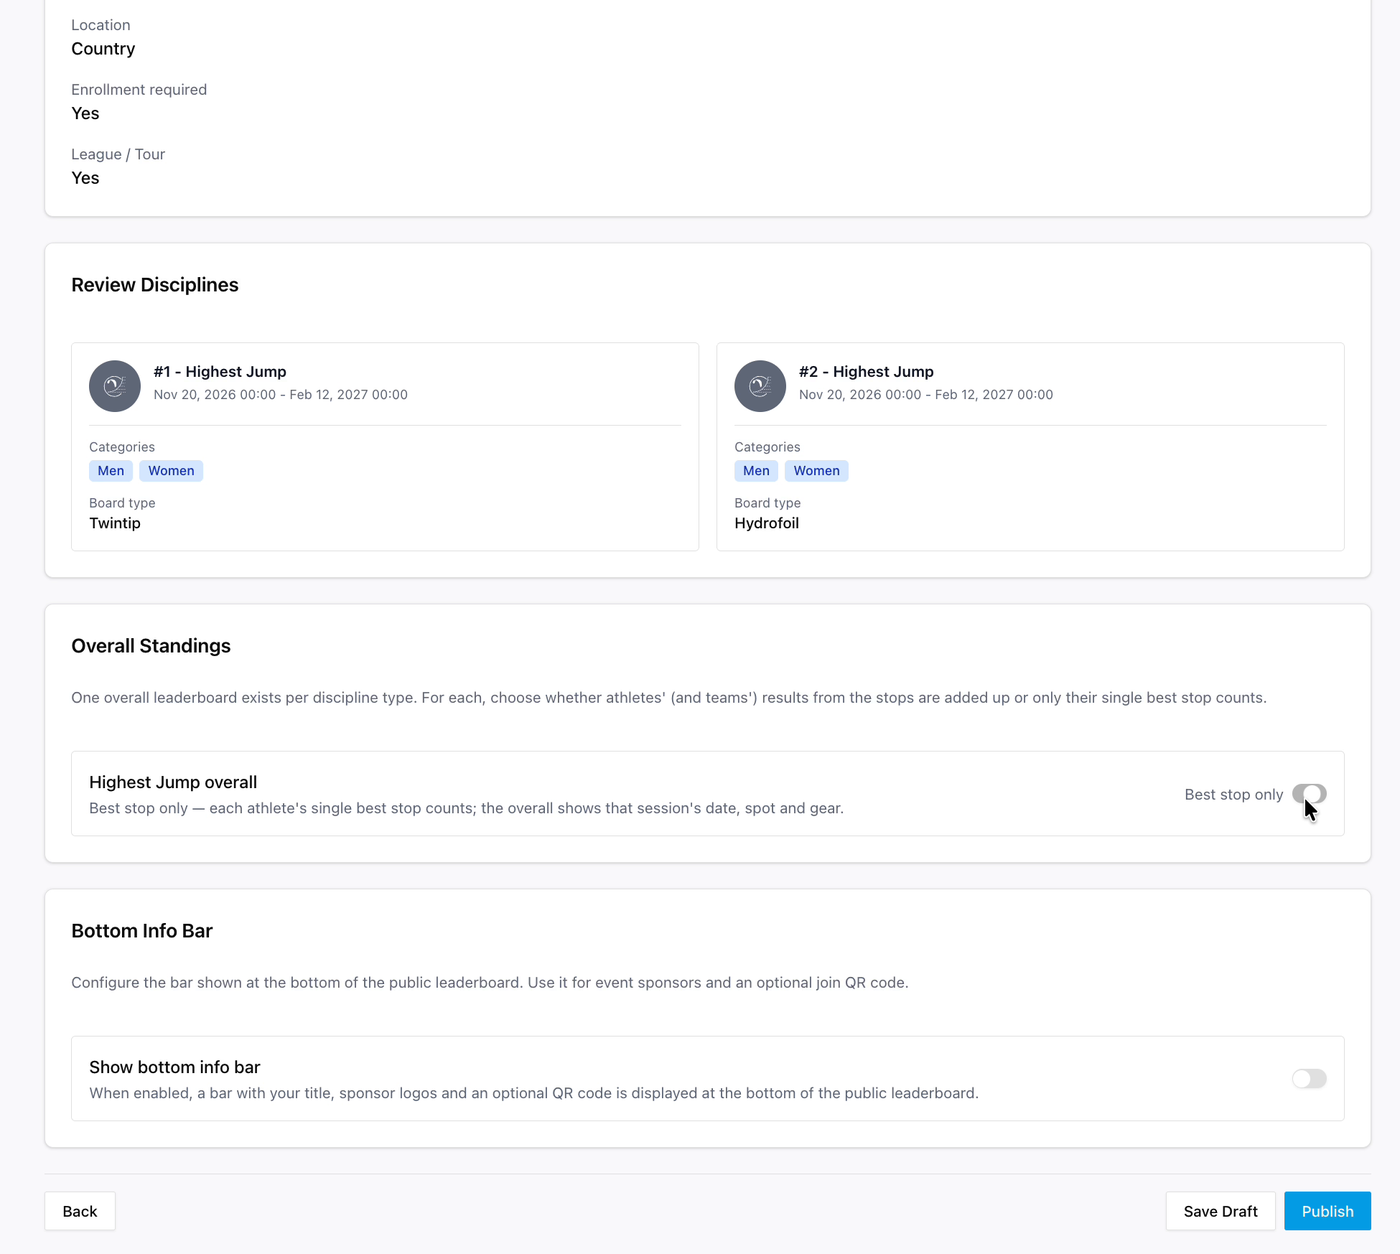 Location
Country
Enrollment required
Yes
League / Tour
Yes
Review Disciplines
#1 - Highest Jump
Nov 20, 2026 00:00 - Feb 12, 2027 00:00
Categories
Men Women
Board type
Twintip
#2 - Highest Jump
Nov 20, 2026 00:00 - Feb 12, 2027 00:00
Categories
Men Women
Board type
Hydrofoil
Overall Standings
One overall leaderboard exists per discipline type. For each, choose whether athletes' (and teams') results from the stops are added up or only their single best stop counts.
Highest Jump overall
Best stop only — each athlete's single best stop counts; the overall shows that session's date, spot and gear.
Best stop only
Bottom Info Bar
Configure the bar shown at the bottom of the public leaderboard. Use it for event sponsors and an optional join QR code.
Show bottom info bar
When enabled, a bar with your title, sponsor logos and an optional QR code is displayed at the bottom of the public leaderboard.
Back
Save Draft
Publish